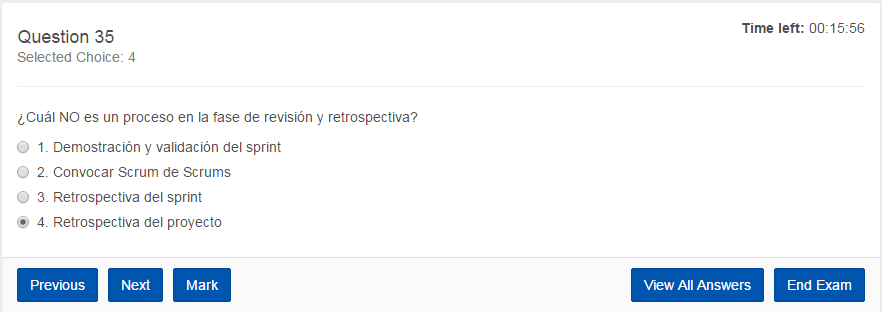 Question 35
Time left: 00:15:56
Selected Choice: 4
¿Cuál NO es un proceso en la fase de revisión y retrospectiva?
1. Demostración y validación del sprint
2. Convocar Scrum de Scrums
3. Retrospectiva del sprint
4. Retrospectiva del proyecto
Previous Next Mark View All Answers End Exam